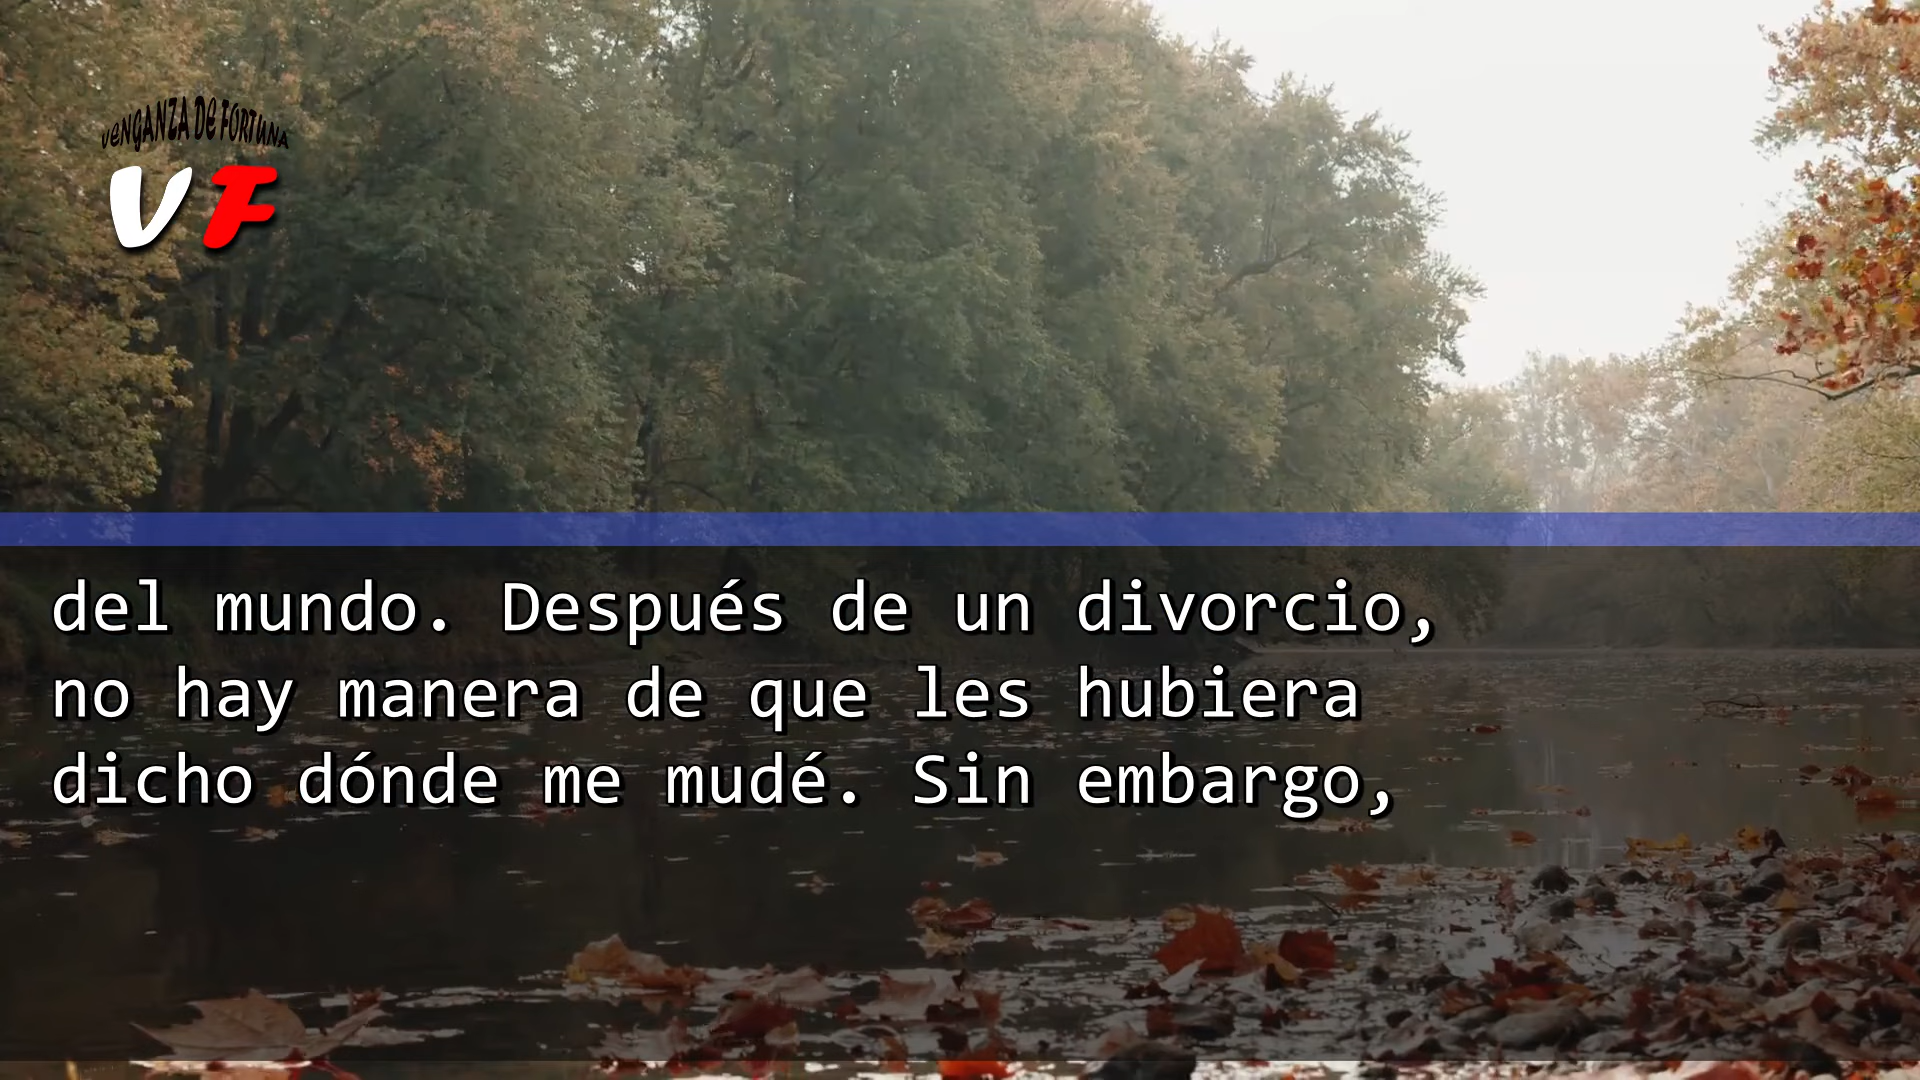 VENGANZA DE FORTUNA
VF
del mundo. Después de un divorcio,
no hay manera de que les hubiera
dicho dónde me mudé. Sin embargo,